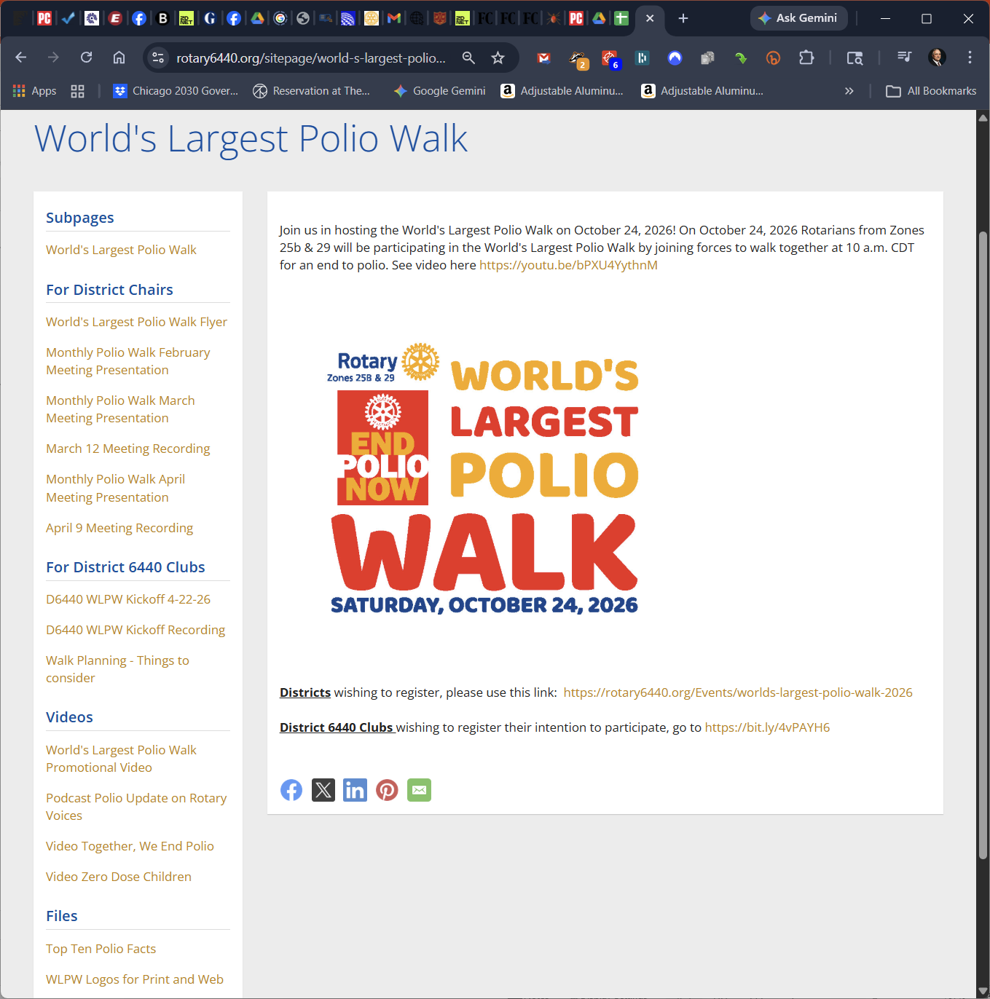 Ask Gemini
rotary6440.org/sitepage/world-s-largest-polio...
2
6
Apps
Chicago 2030 Gover...
Reservation at The...
Google Gemini
Adjustable Aluminu...
Adjustable Aluminu...
All Bookmarks
World's Largest Polio Walk
Subpages
World's Largest Polio Walk
For District Chairs
World's Largest Polio Walk Flyer
Monthly Polio Walk February
Meeting Presentation
Monthly Polio Walk March
Meeting Presentation
March 12 Meeting Recording
Monthly Polio Walk April
Meeting Presentation
April 9 Meeting Recording
For District 6440 Clubs
D6440 WLPW Kickoff 4-22-26
D6440 WLPW Kickoff Recording
Walk Planning - Things to
consider
Videos
World's Largest Polio Walk
Promotional Video
Podcast Polio Update on Rotary
Voices
Video Together, We End Polio
Video Zero Dose Children
Files
Top Ten Polio Facts
WLPW Logos for Print and Web
Join us in hosting the World's Largest Polio Walk on October 24, 2026! On October 24, 2026 Rotarians from Zones
25b & 29 will be participating in the World's Largest Polio Walk by joining forces to walk together at 10 a.m. CDT
for an end to polio. See video here https://youtu.be/bPXU4YythnM
Rotary
Zones 25B & 29
END
POLIO
NOW
WORLD'S
LARGEST
POLIO
WALK
SATURDAY, OCTOBER 24, 2026
Districts wishing to register, please use this link:  https://rotary6440.org/Events/worlds-largest-polio-walk-2026
District 6440 Clubs wishing to register their intention to participate, go to https://bit.ly/4vPAYH6